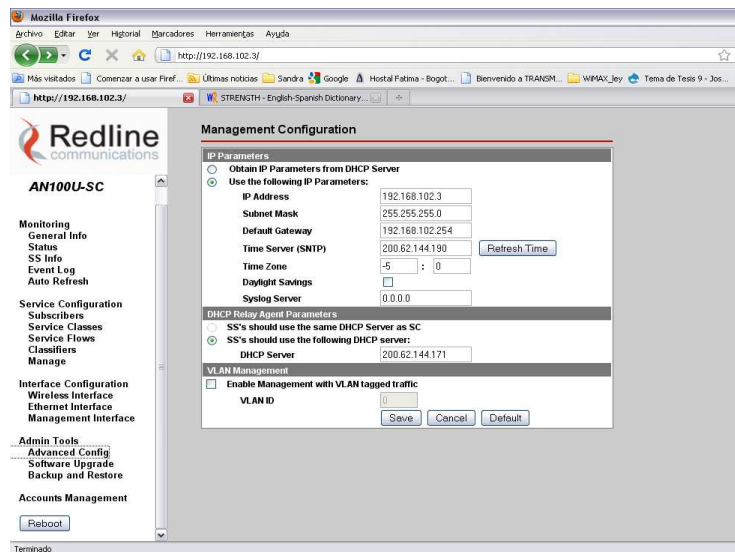 Mozilla Firefox
Archivo Editar Ver Historial Marcadores Herramientas Ayuda
http://192.168.102.3/
Más visitados Comenzar a usar Firef... Últimas noticias Sandra Google Hostal Fatima - Bogot... Bienvenido a TRANSM... WiMAX_ley Tema de Tesis 9 - Jos...
http://192.168.102.3/ STRENGTH - English-Spanish Dictionary...
Redline
communications
AN100U-SC
Monitoring
General Info
Status
SS Info
Event Log
Auto Refresh
Service Configuration
Subscribers
Service Classes
Service Flows
Classifiers
Manage
Interface Configuration
Wireless Interface
Ethernet Interface
Management Interface
Admin Tools
Advanced Config
Software Upgrade
Backup and Restore
Accounts Management
Reboot
Management Configuration
IP Parameters
Obtain IP Parameters from DHCP Server
Use the following IP Parameters:
IP Address 192.168.102.3
Subnet Mask 255.255.255.0
Default Gateway 192.168.102.254
Time Server (SNTP) 200.62.144.190 Refresh Time
Time Zone -5 : 0
Daylight Savings
Syslog Server 0.0.0.0
DHCP Relay Agent Parameters
SS's should use the same DHCP Server as SC
SS's should use the following DHCP server:
DHCP Server 200.62.144.171
VLAN Management
Enable Management with VLAN tagged traffic
VLAN ID 0
Save Cancel Default
Terminado